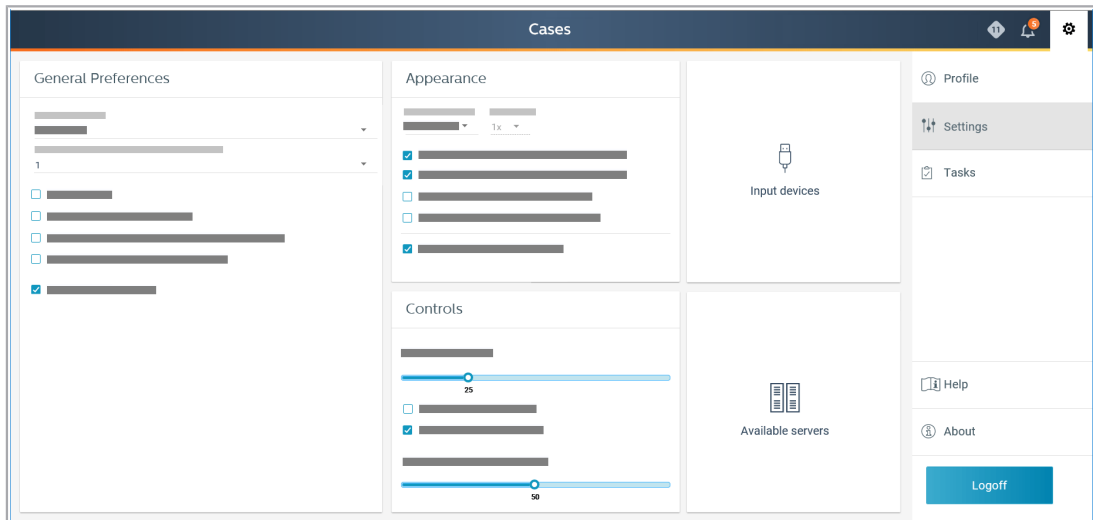 Cases
11
5
General Preferences
1
Appearance
1x
Controls
25
50
Input devices
Available servers
Profile
Settings
Tasks
Help
About
Logoff